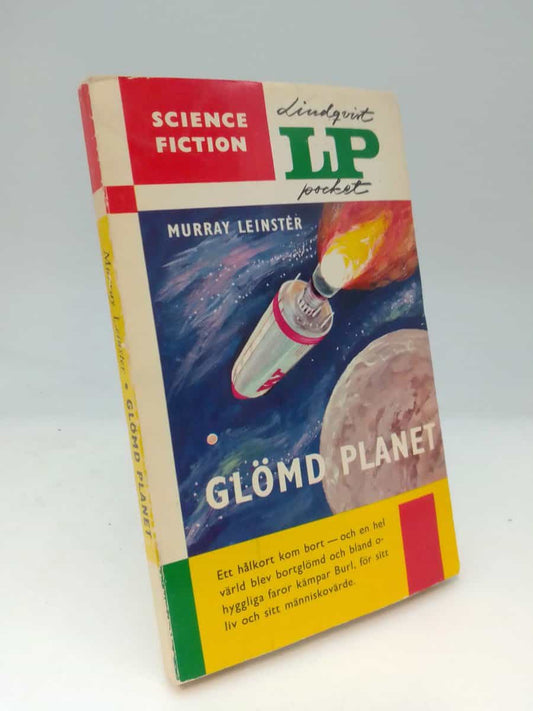 SCIENCE
FICTION
Lindqvist
LP
pocket
MURRAY LEINSTER
GLÖMD PLANET
Ett hålkort kom bort — och en hel
värld blev bortglömd och bland o-
hyggliga faror kämpar Burl, för sitt
liv och sitt människovärde.
Murray Leinster • GLÖMD PLANET